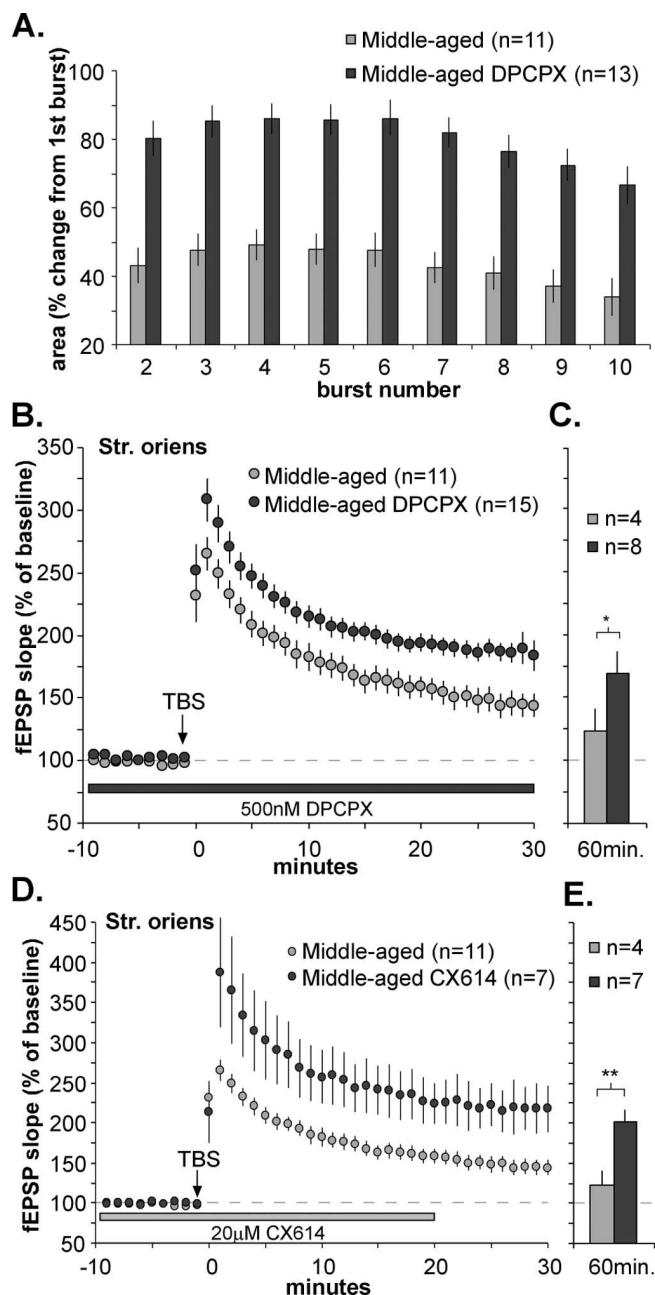 A.
Middle-aged (n=11)
Middle-aged DPCPX (n=13)
area (% change from 1st burst)
100
80
60
40
20
2 3 4 5 6 7 8 9 10
burst number
B.
Str. oriens
Middle-aged (n=11)
Middle-aged DPCPX (n=15)
fEPSP slope (% of baseline)
350
300
250
200
150
100
50
TBS
500nM DPCPX
-10 0 10 20 30
minutes
C.
n=4
n=8
*
60min.
D.
Str. oriens
Middle-aged (n=11)
Middle-aged CX614 (n=7)
fEPSP slope (% of baseline)
450
400
350
300
250
200
150
100
50
TBS
20µM CX614
-10 0 10 20 30
minutes
E.
n=4
n=7
**
60min.